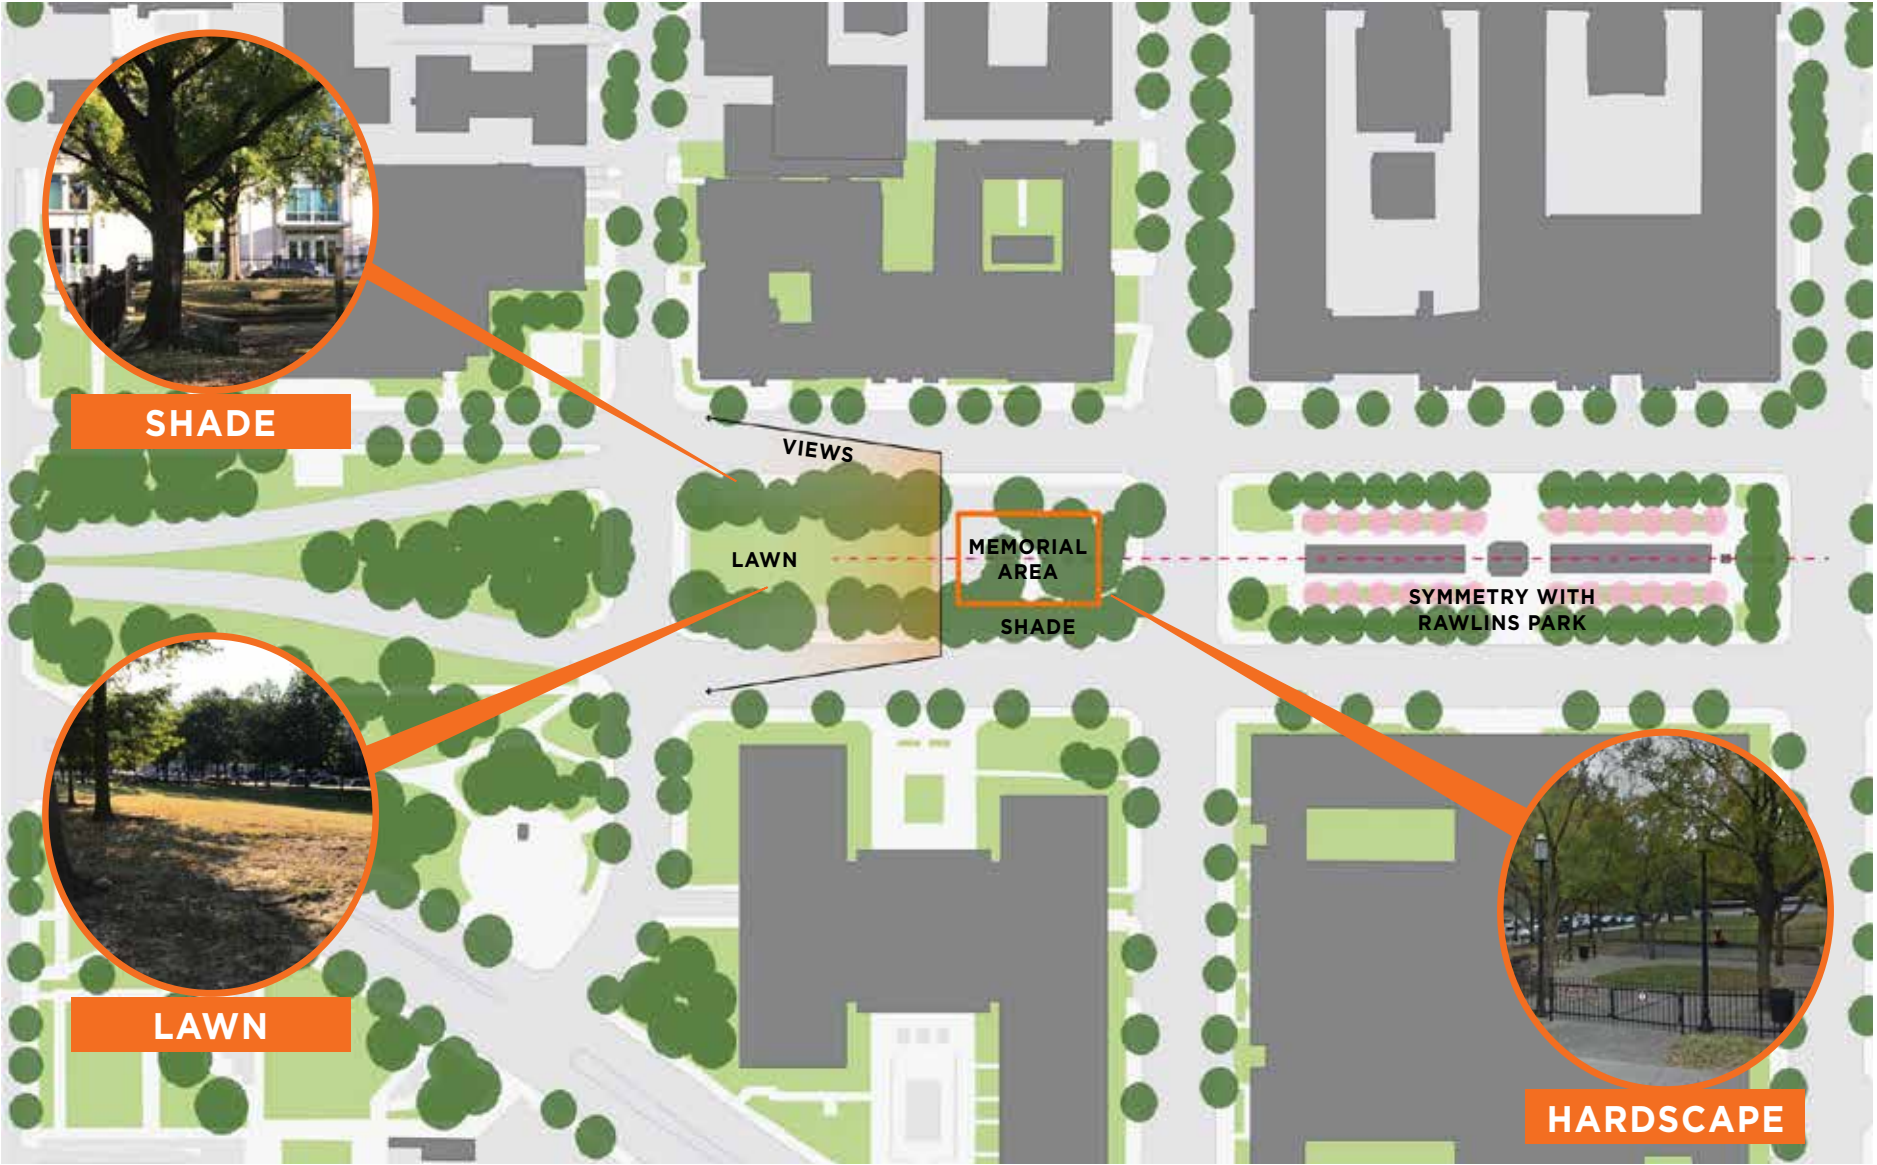 SHADE
VIEWS
LAWN
MEMORIAL
AREA
SHADE
SYMMETRY WITH
RAWLINS PARK
LAWN
HARDSCAPE